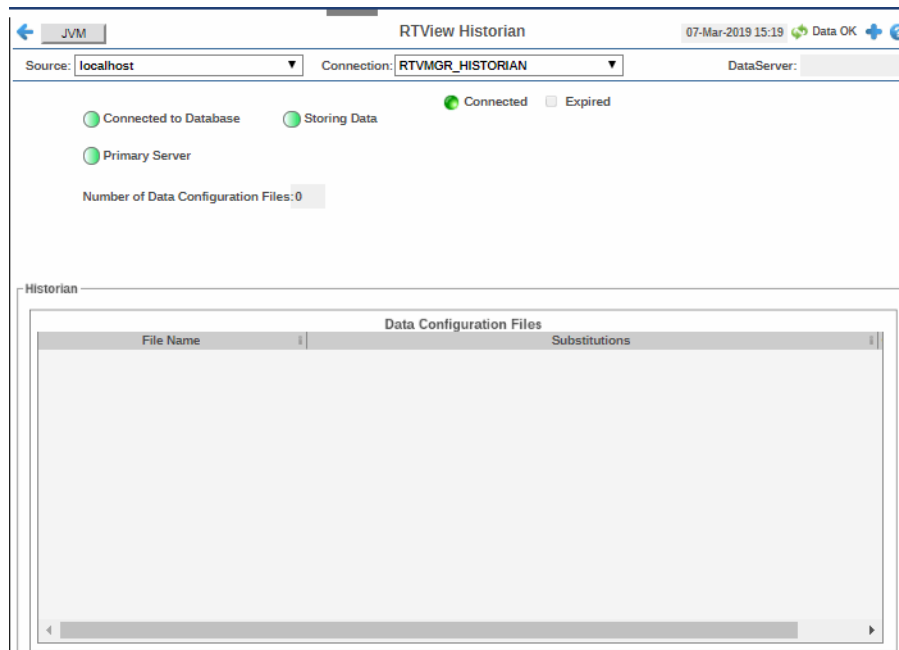 JVM RTView Historian 07-Mar-2019 15:19 Data OK
Source: localhost Connection: RTVMGR_HISTORIAN DataServer:
Connected Expired
Connected to Database Storing Data
Primary Server
Number of Data Configuration Files: 0
Historian
Data Configuration Files
File Name Substitutions